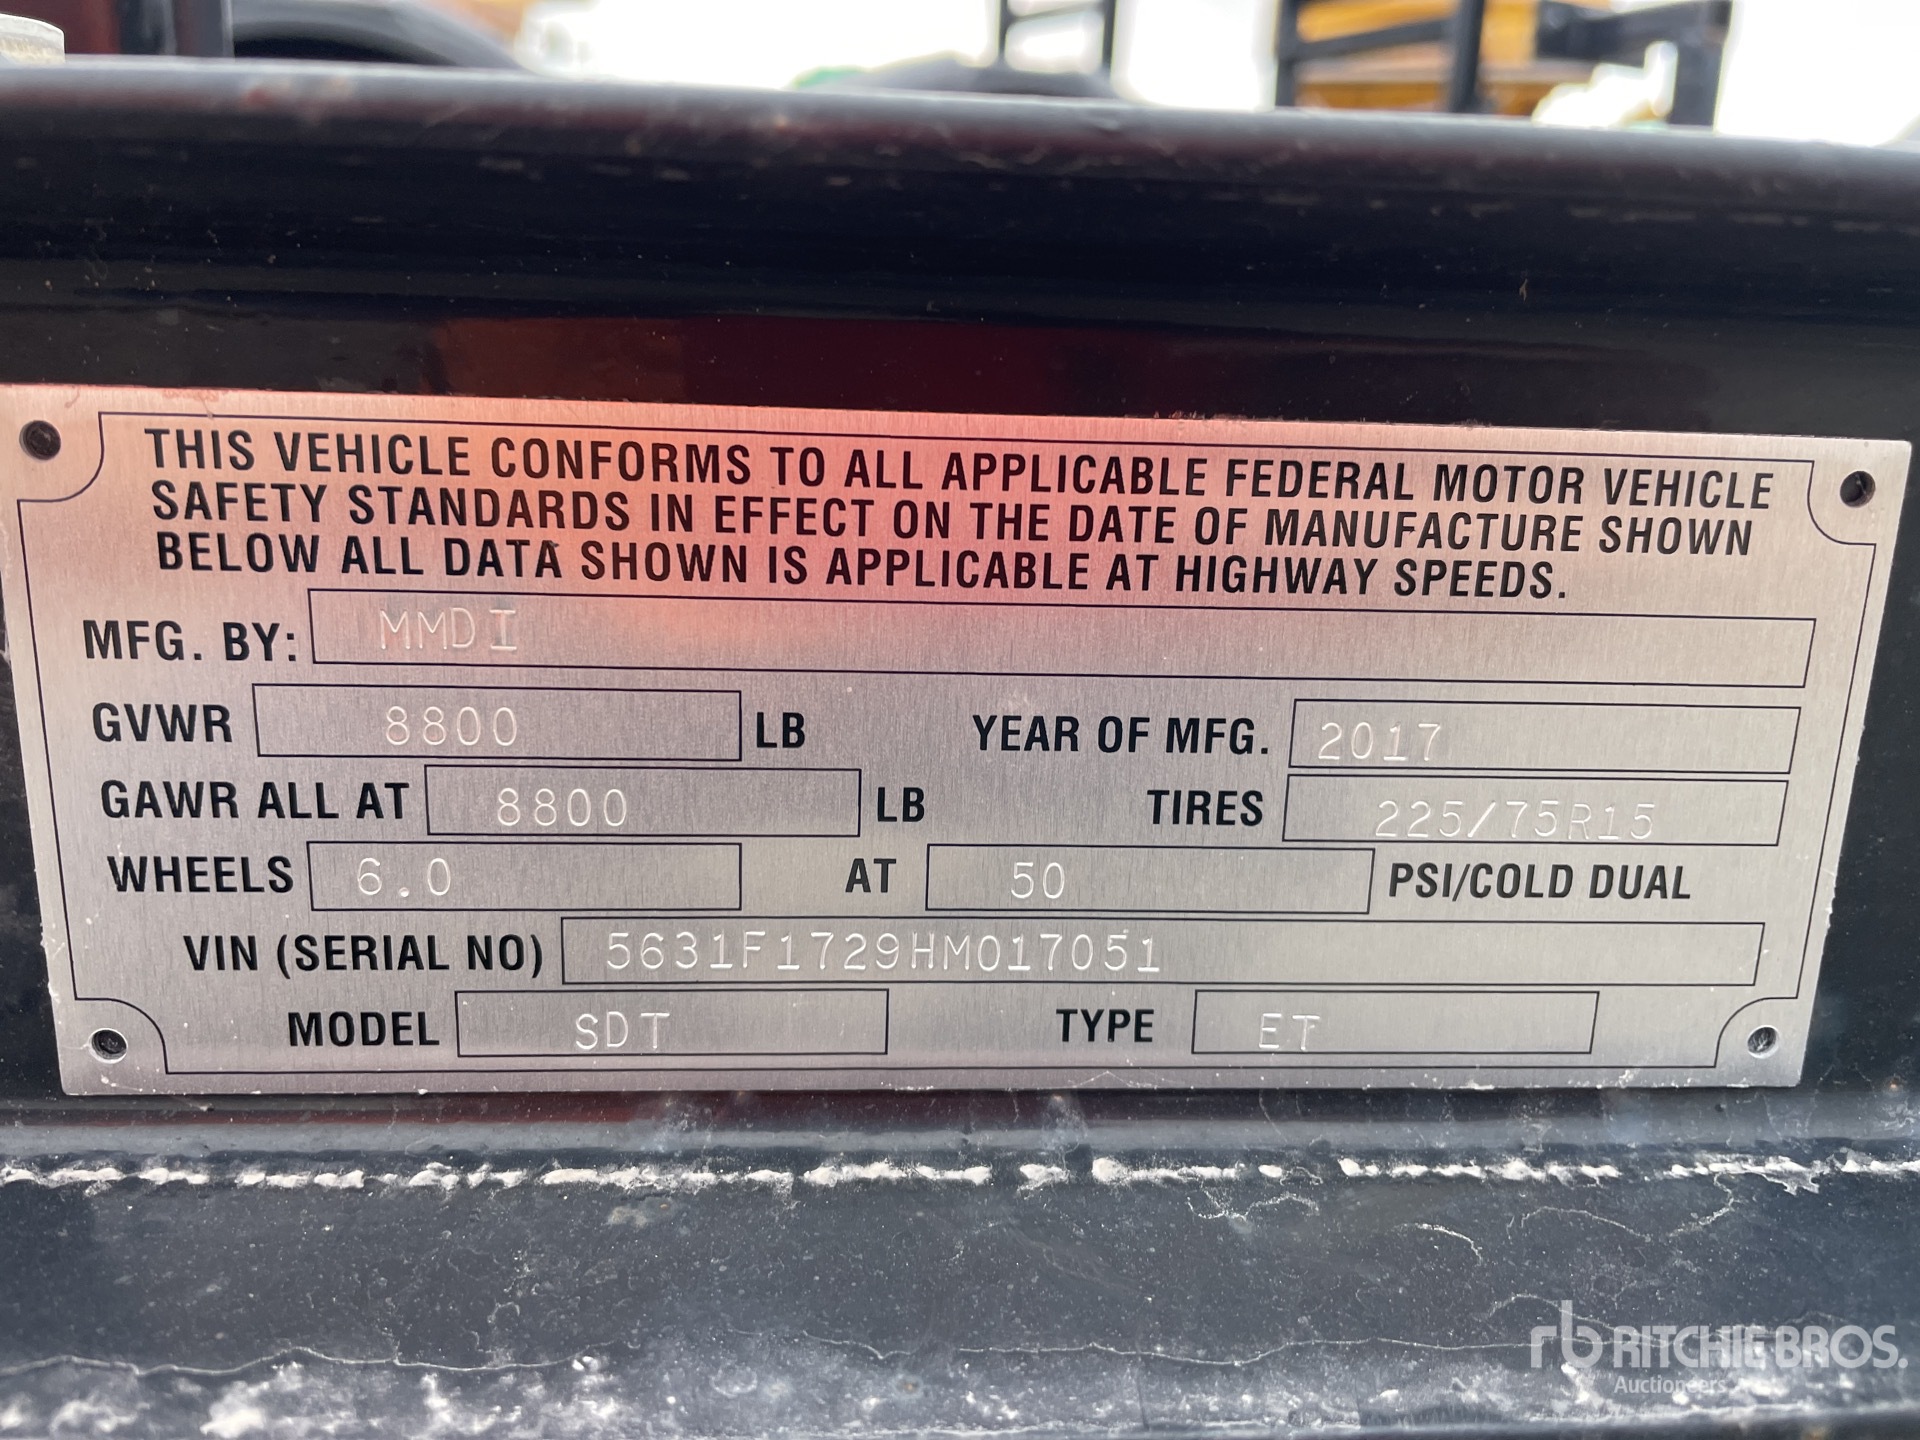 THIS VEHICLE CONFORMS TO ALL APPLICABLE FEDERAL MOTOR VEHICLE
SAFETY STANDARDS IN EFFECT ON THE DATE OF MANUFACTURE SHOWN
BELOW ALL DATA SHOWN IS APPLICABLE AT HIGHWAY SPEEDS.
MFG. BY: MMDI
GVWR 8800 LB YEAR OF MFG. 2017
GAWR ALL AT 8800 LB TIRES 225/75R15
WHEELS 6.0 AT 50 PSI/COLD DUAL
VIN (SERIAL NO) 5631F1729HM017051
MODEL SDT TYPE ET
rb RITCHIE BROS.
Auctioneers